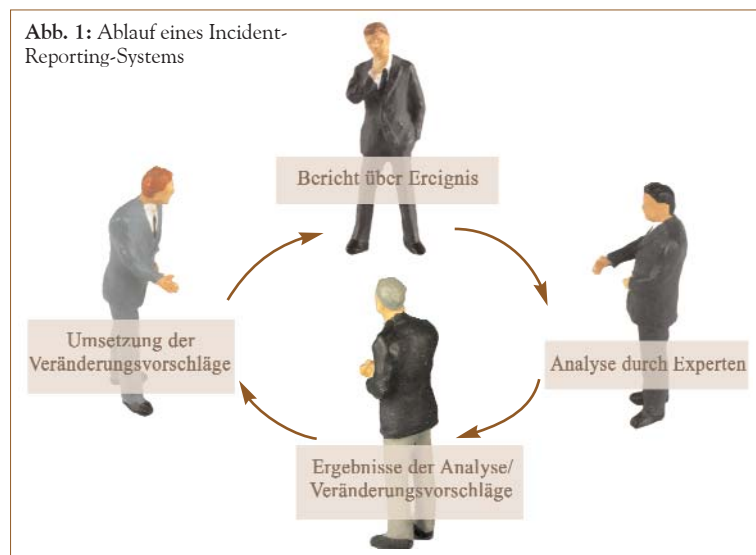 Abb. 1: Ablauf eines Incident-
Reporting-Systems
Bericht über Ereignis
Umsetzung der
Veränderungsvorschläge
Analyse durch Experten
Ergebnisse der Analyse/
Veränderungsvorschläge